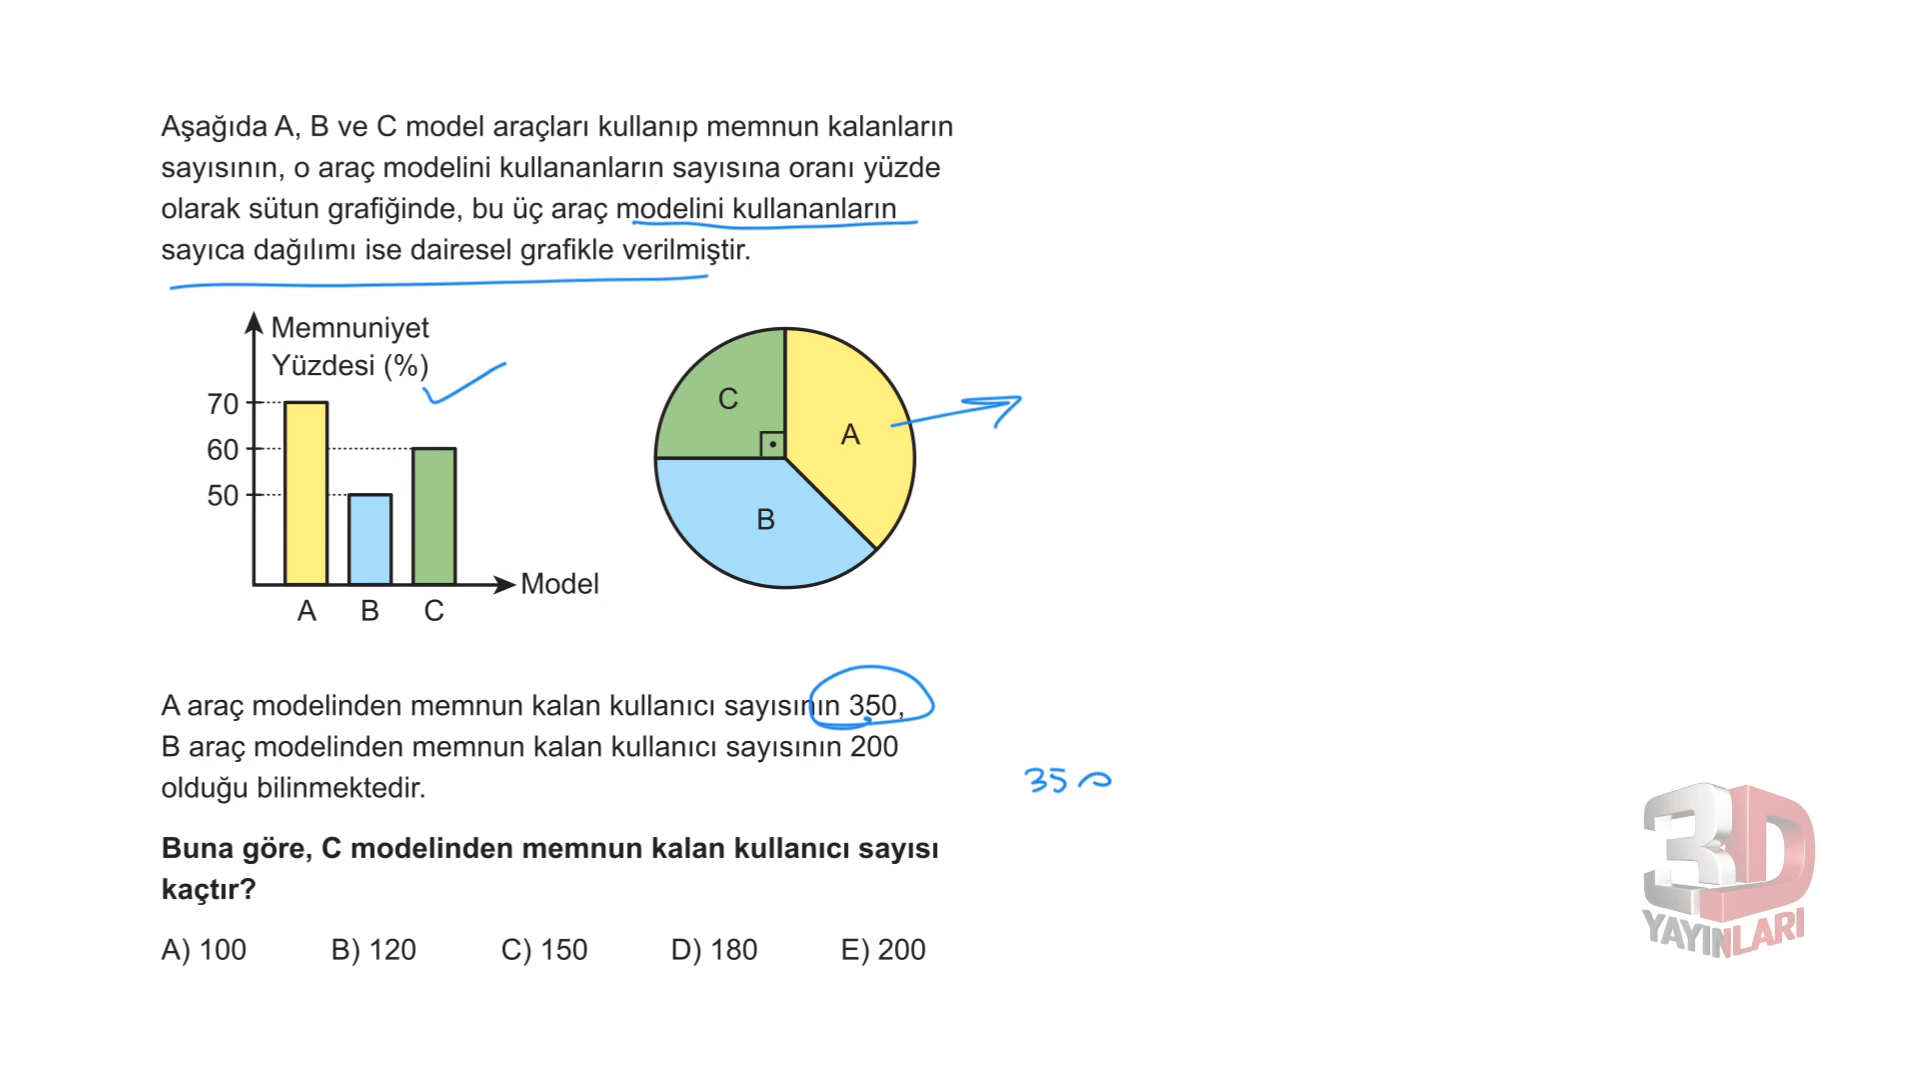 Aşağıda A, B ve C model araçları kullanıp memnun kalanların
sayısının, o araç modelini kullananların sayısına oranı yüzde
olarak sütun grafiğinde, bu üç araç modelini kullananların
sayıca dağılımı ise dairesel grafikle verilmiştir.
Memnuniyet
Yüzdesi (%)
70
60
50
A B C
Model
C
A
B
A araç modelinden memnun kalan kullanıcı sayısının 350,
B araç modelinden memnun kalan kullanıcı sayısının 200
olduğu bilinmektedir.
350
Buna göre, C modelinden memnun kalan kullanıcı sayısı
kaçtır?
A) 100 B) 120 C) 150 D) 180 E) 200
3D
YAYINLARI